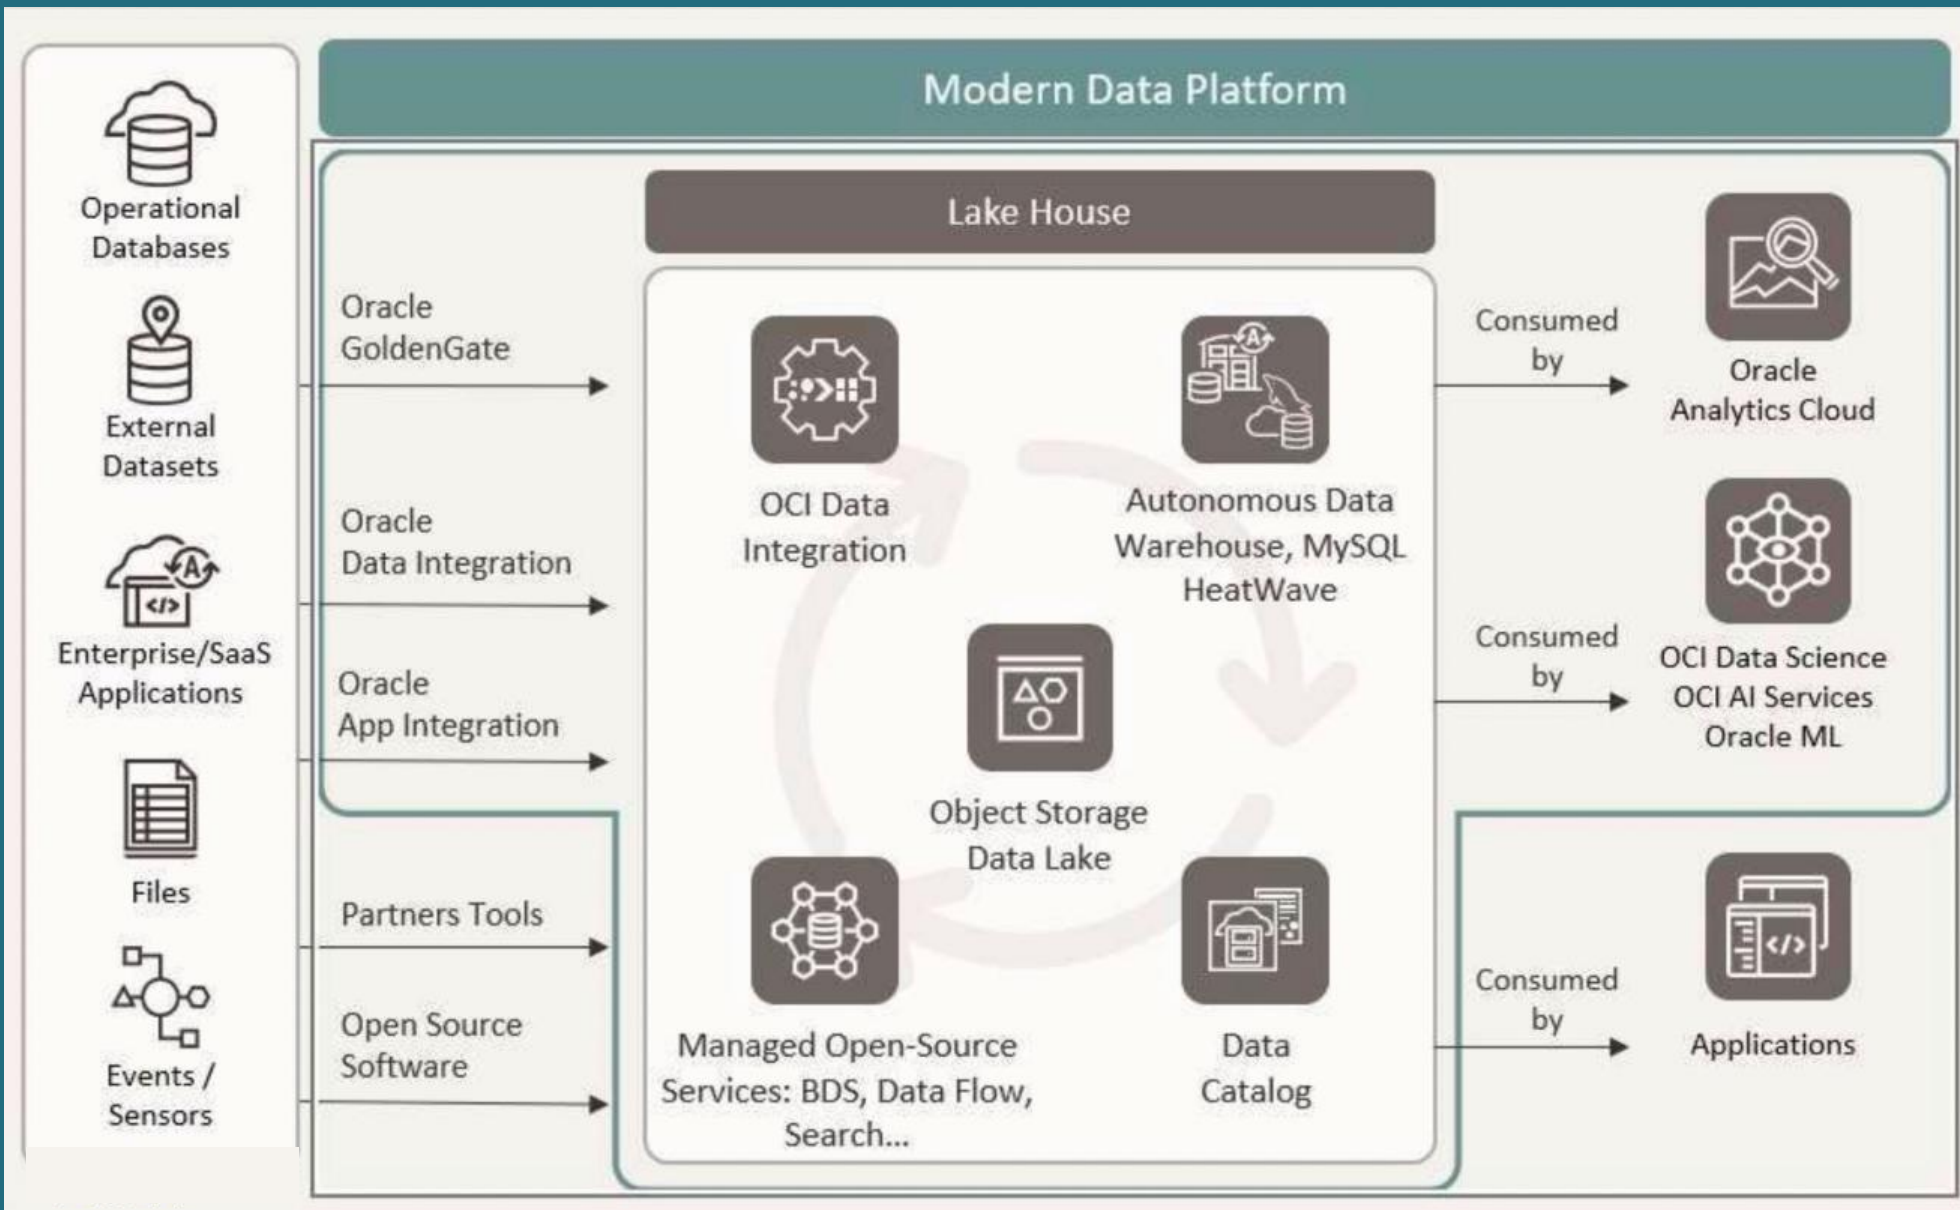 Modern Data Platform
Operational
Databases
External
Datasets
Enterprise/SaaS
Applications
Files
Events /
Sensors
Oracle
GoldenGate
Oracle
Data Integration
Oracle
App Integration
Partners Tools
Open Source
Software
Lake House
OCI Data
Integration
Autonomous Data
Warehouse, MySQL
HeatWave
Object Storage
Data Lake
Managed Open-Source
Services: BDS, Data Flow,
Search...
Data
Catalog
Consumed
by
Oracle
Analytics Cloud
Consumed
by
OCI Data Science
OCI AI Services
Oracle ML
Consumed
by
Applications